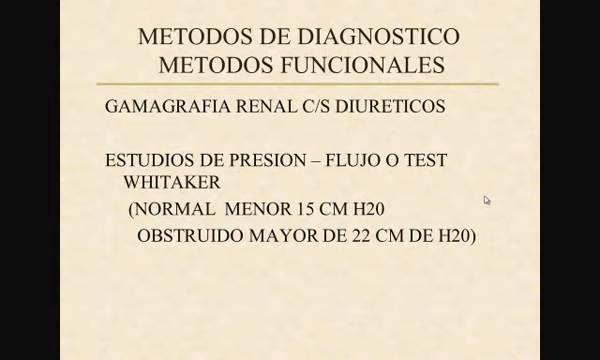 METODOS DE DIAGNOSTICO
METODOS FUNCIONALES
GAMAGRAFIA RENAL C/S DIURETICOS
ESTUDIOS DE PRESION – FLUJO O TEST
WHITAKER
(NORMAL MENOR 15 CM H20
OBSTRUIDO MAYOR DE 22 CM DE H20)